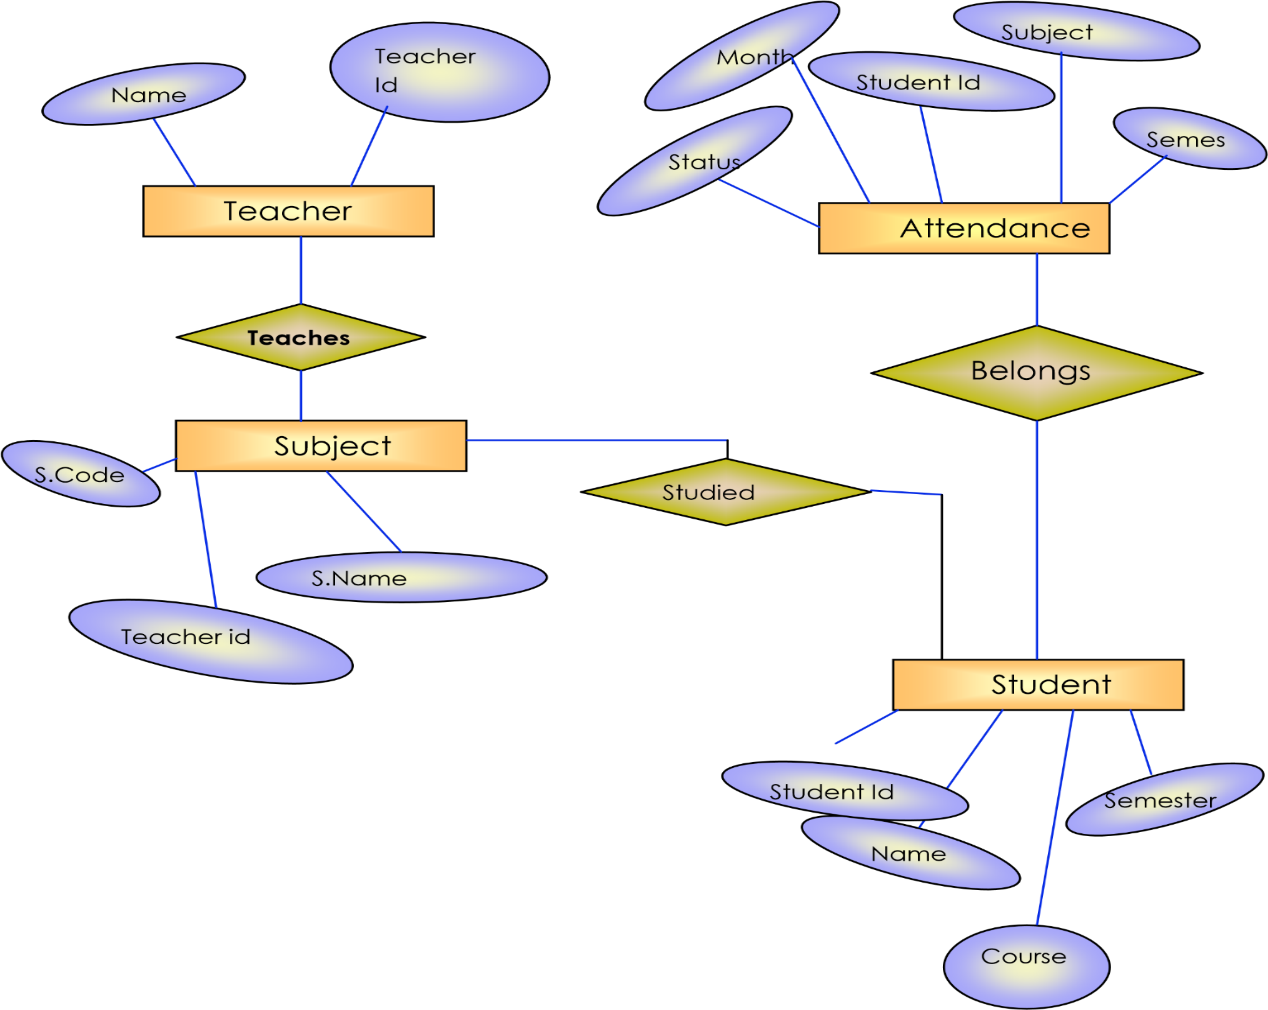 Teacher
Id
Name
Teacher
Teaches
Subject
S.Code
S.Name
Teacher id
Month
Subject
Student Id
Status
Semes
Attendance
Belongs
Studied
Student
Student Id
Semester
Name
Course